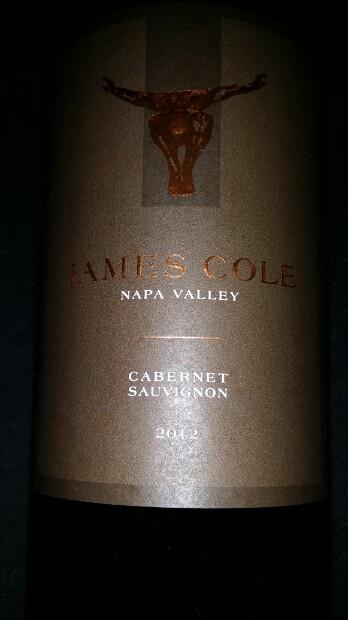 JAMES COLE
NAPA VALLEY
CABERNET
SAUVIGNON
2012